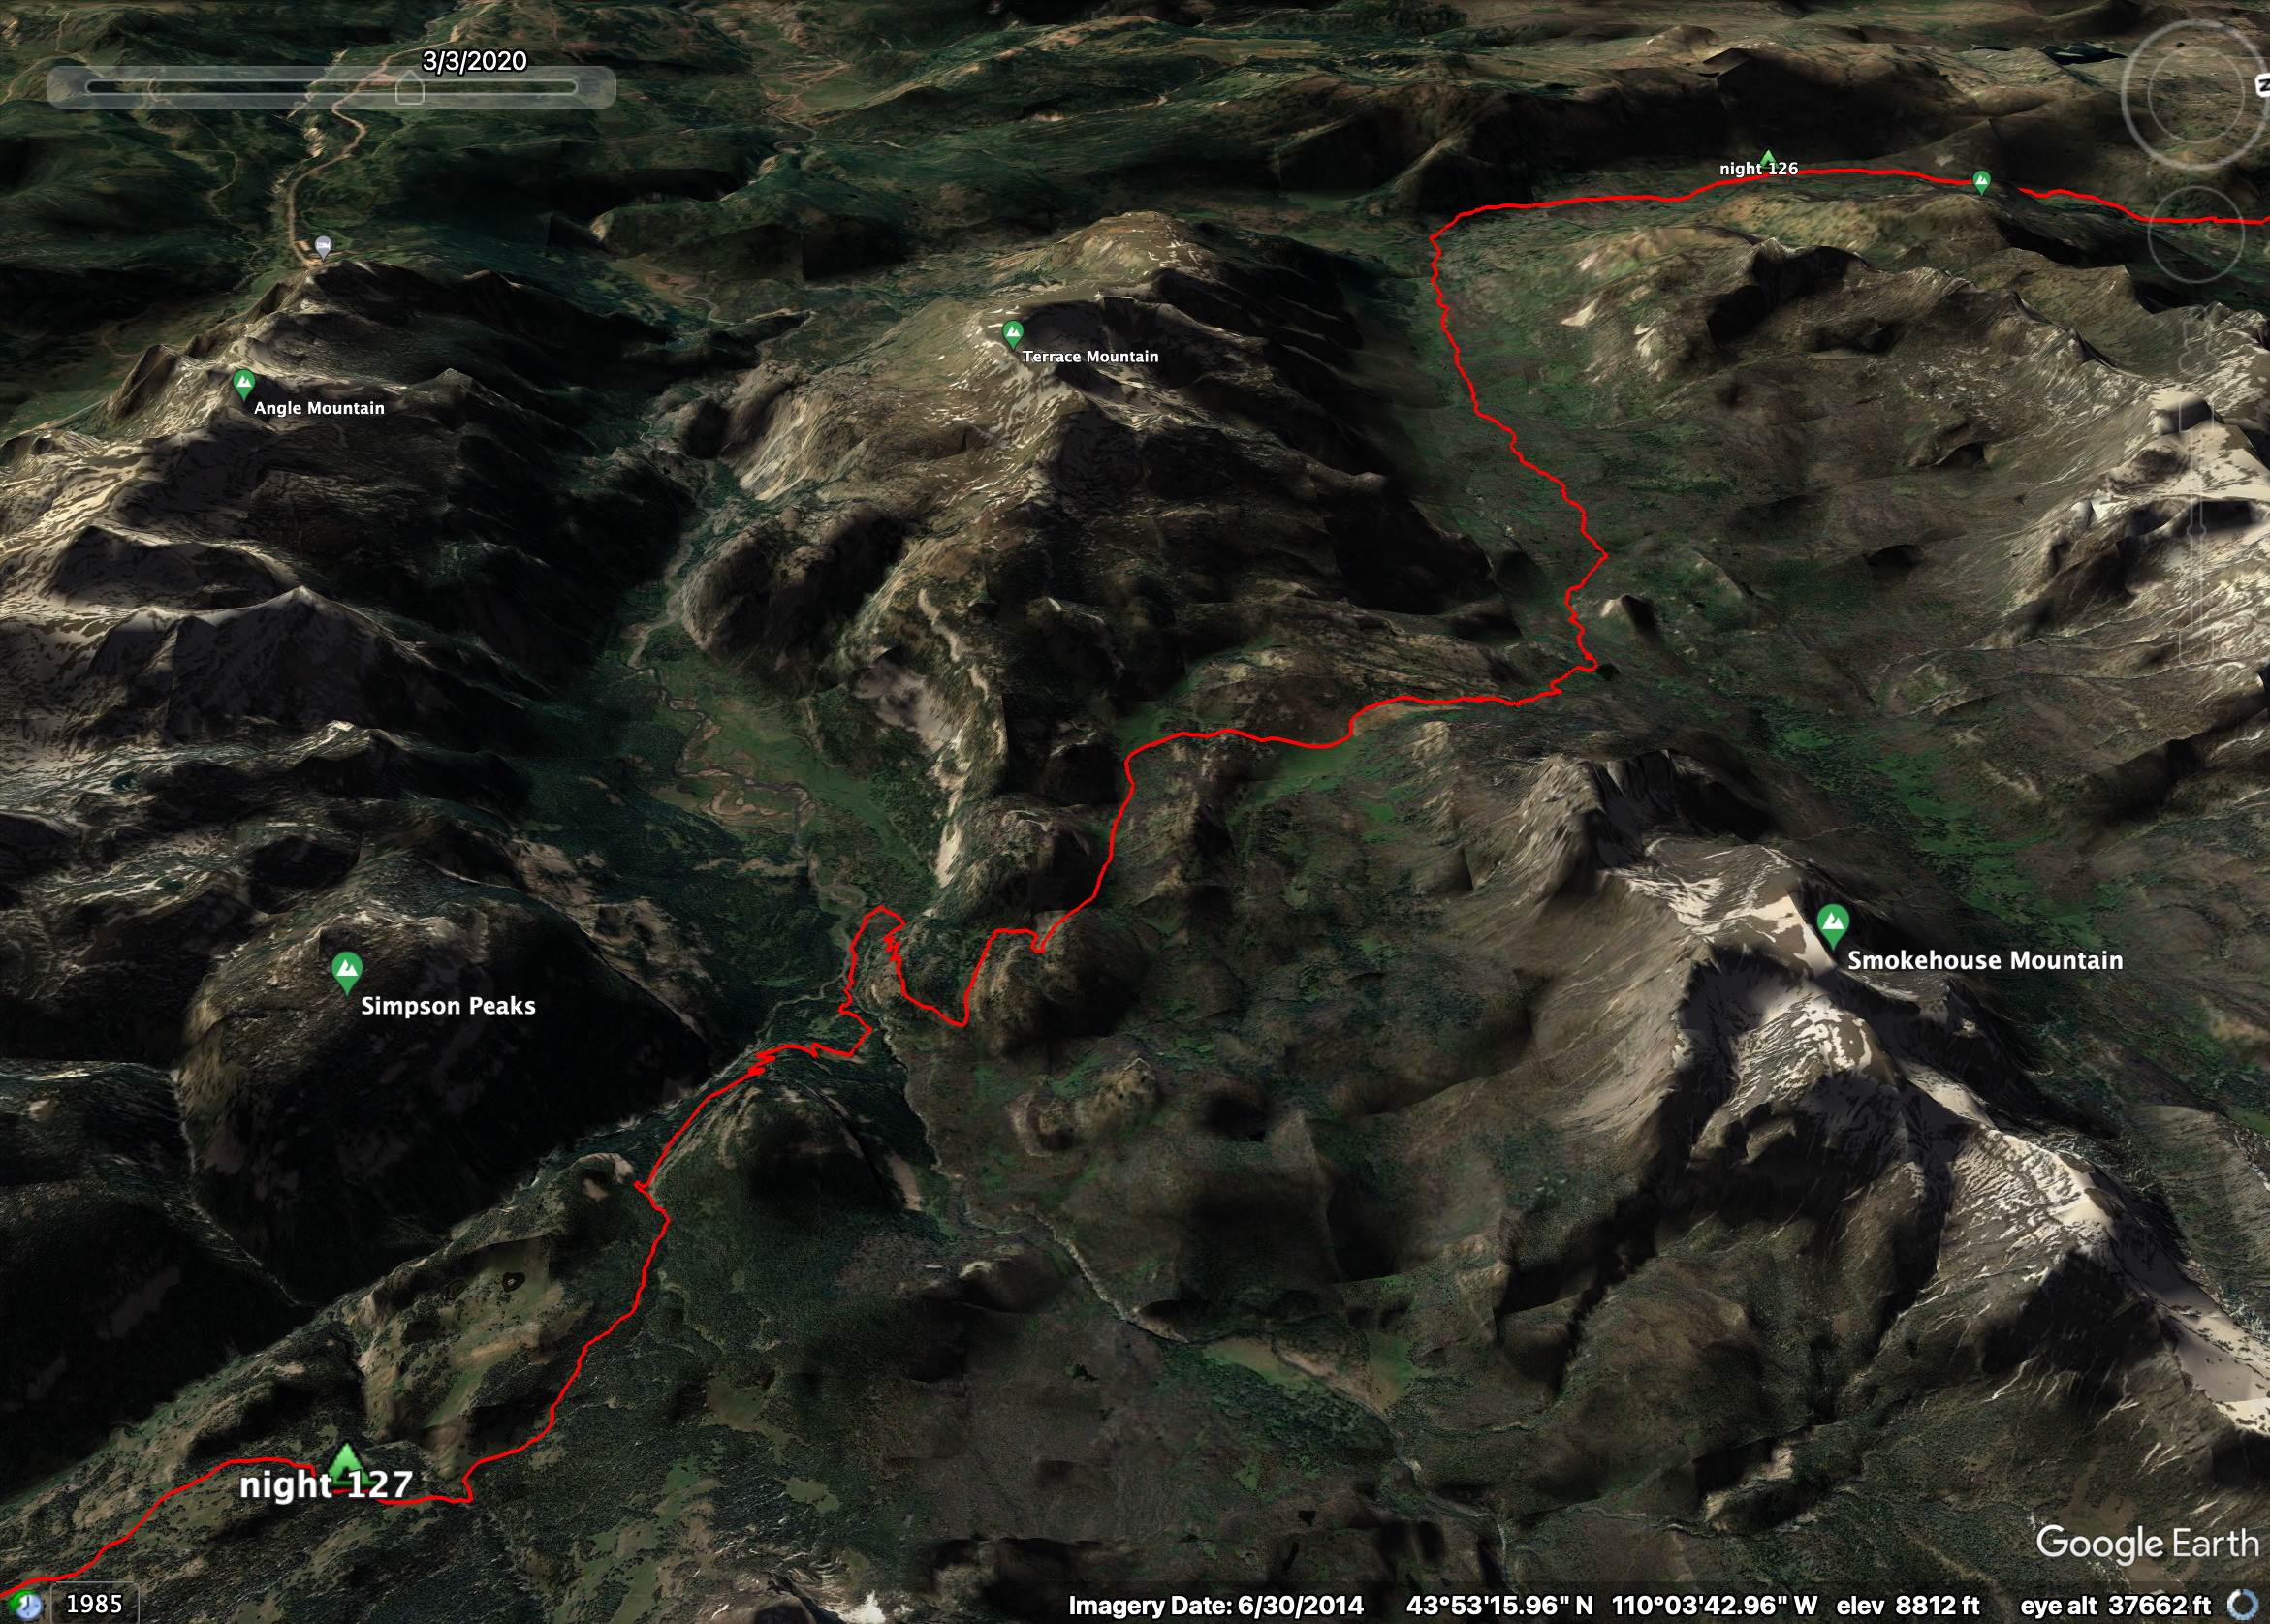 3/3/2020
night 126
Terrace Mountain
Angle Mountain
Smokehouse Mountain
Simpson Peaks
night 127
Google Earth
1985
Imagery Date: 6/30/2014 43°53'15.96" N 110°03'42.96" W elev 8812 ft eye alt 37662 ft